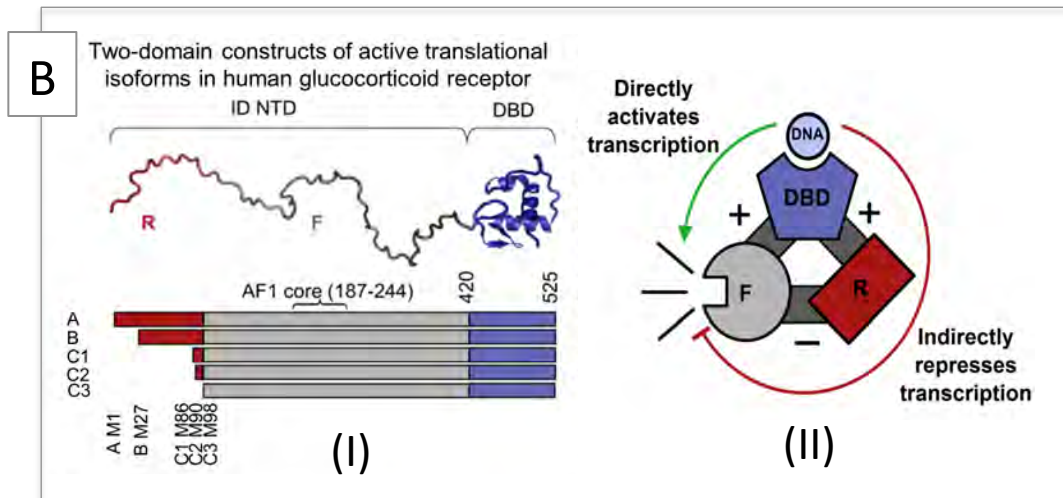 B
Two-domain constructs of active translational
isoforms in human glucocorticoid receptor
ID NTD
DBD
R
F
AF1 core (187-244)
420
525
A
B
C1
C2
C3
A M1
B M27
C1 M86
C2 M90
C3 M98
(I)
Directly
activates
transcription
DNA
DBD
+
+
F
R
−
Indirectly
represses
transcription
(II)